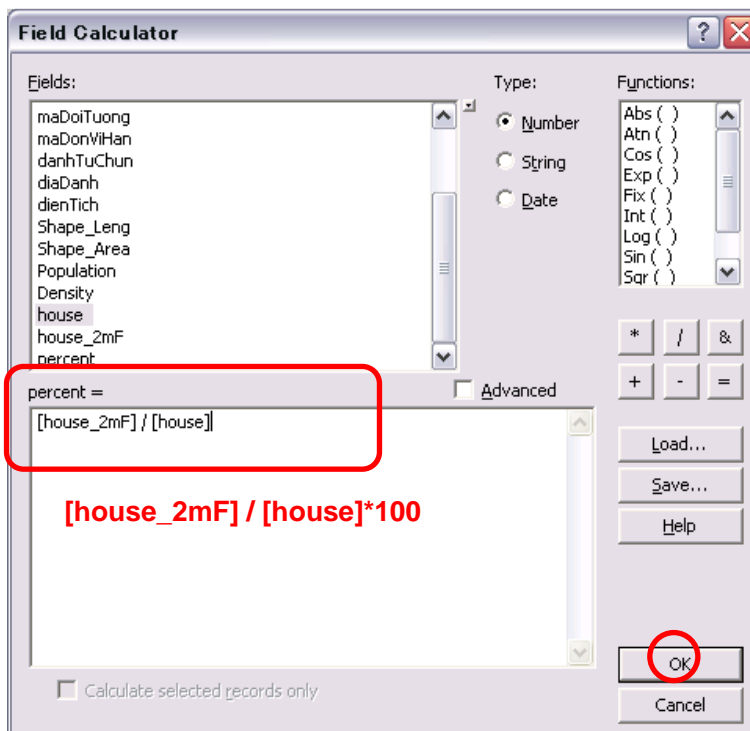 Field Calculator
Fields:
maDoiTuong
maDonViHan
danhTuChun
diaDanh
dienTich
Shape_Leng
Shape_Area
Population
Density
house
house_2mF
percent
Type:
Number
String
Date
Functions:
Abs ( )
Atn ( )
Cos ( )
Exp ( )
Fix ( )
Int ( )
Log ( )
Sin ( )
Sqr ( )
* / &
+ - =
percent =
Advanced
[house_2mF] / [house]
[house_2mF] / [house]*100
Load...
Save...
Help
Calculate selected records only
OK
Cancel